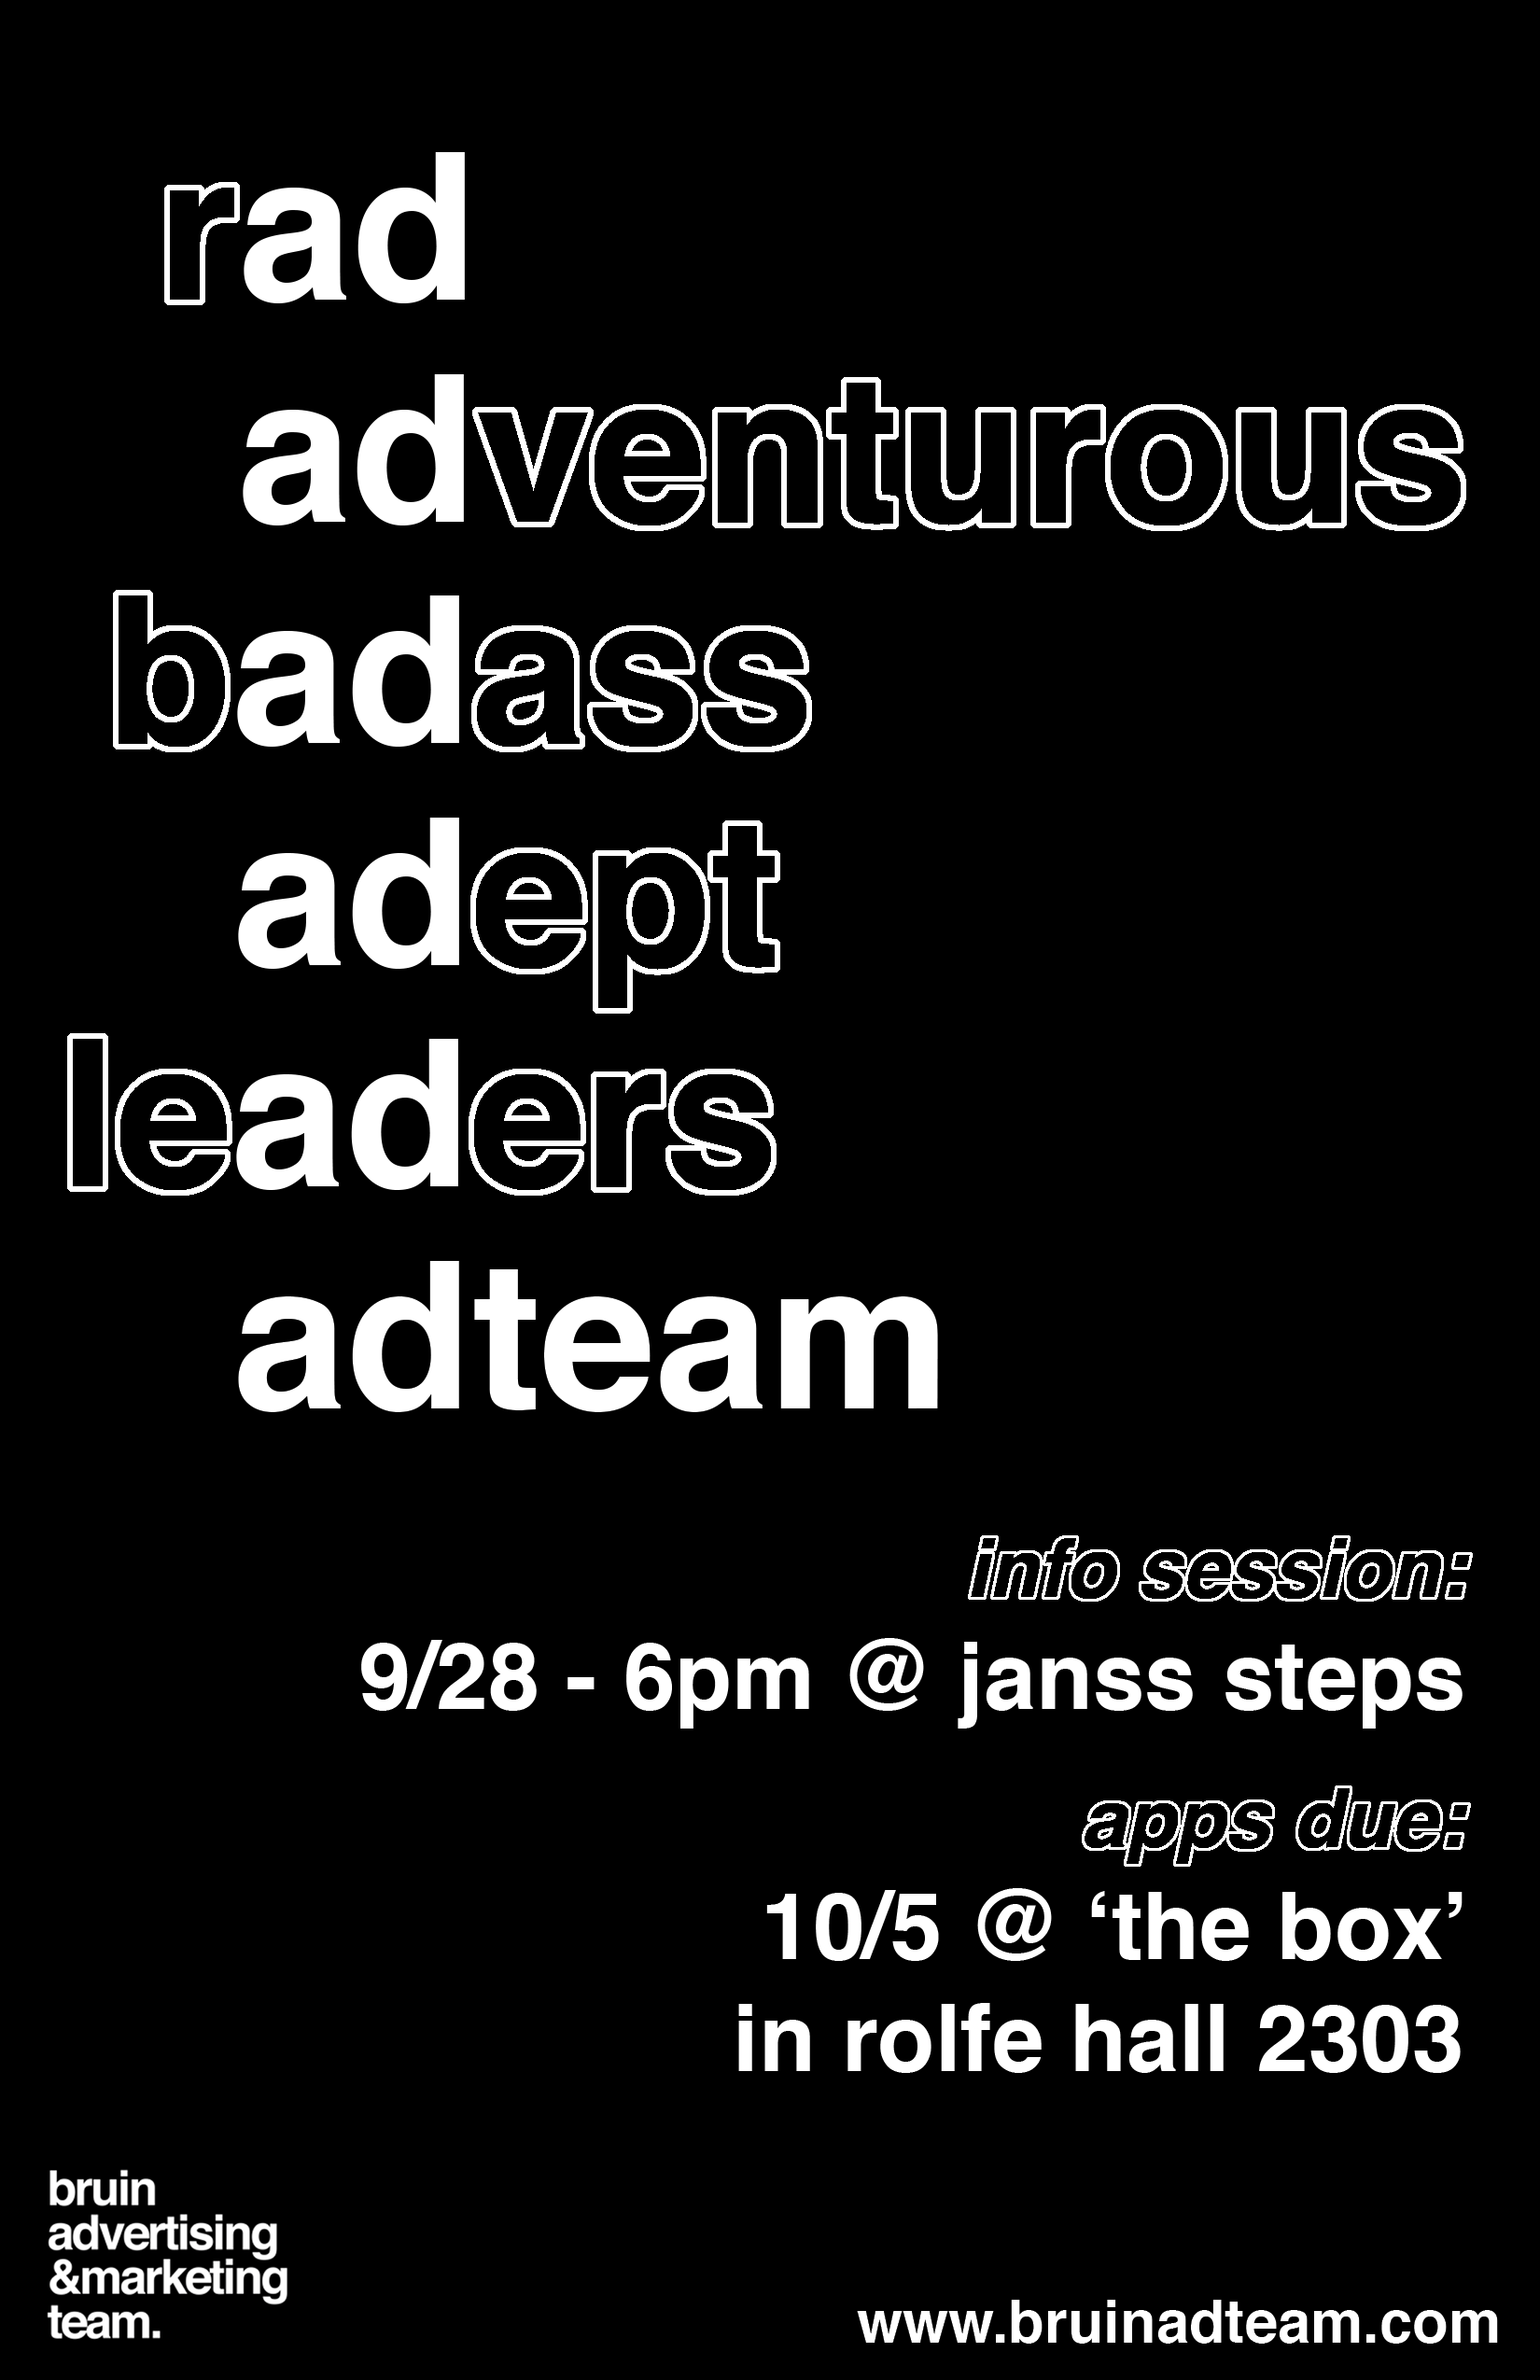 rad
adventurous
badass
adept
leaders
adteam
info session:
9/28 - 6pm @ janss steps
apps due:
10/5 @ ‘the box’
in rolfe hall 2303
bruin
advertising
&marketing
team.
www.bruinadteam.com